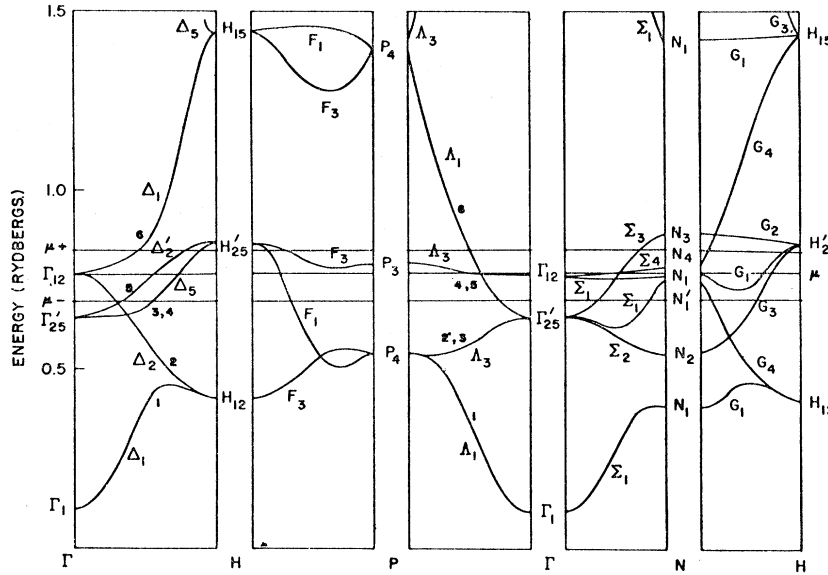 1.5
Δ5
H15
F1
P4
Λ3
Σ1
N1
G3
H15
G1
F3
ENERGY (RYDBERGS.)
Δ1
Λ1
G4
1.0
6
Δ2'
6
Σ3
N3
G2
μ+
H25'
F3
Λ3
P3
Σ4
N4
H2'
Γ12
4,5
Γ12
N1
G1
μ
μ-
5
Δ5
Σ1
Σ1
N1'
G3
Γ25'
3,4
F1
Γ25'
0.5
Δ2
2
P4
2, 3
Λ3
Σ2
N2
G4
H12
F3
1
1
N1
G1
H12
Δ1
Λ1
Σ1
Γ1
Γ1
Γ
H
P
Γ
N
H